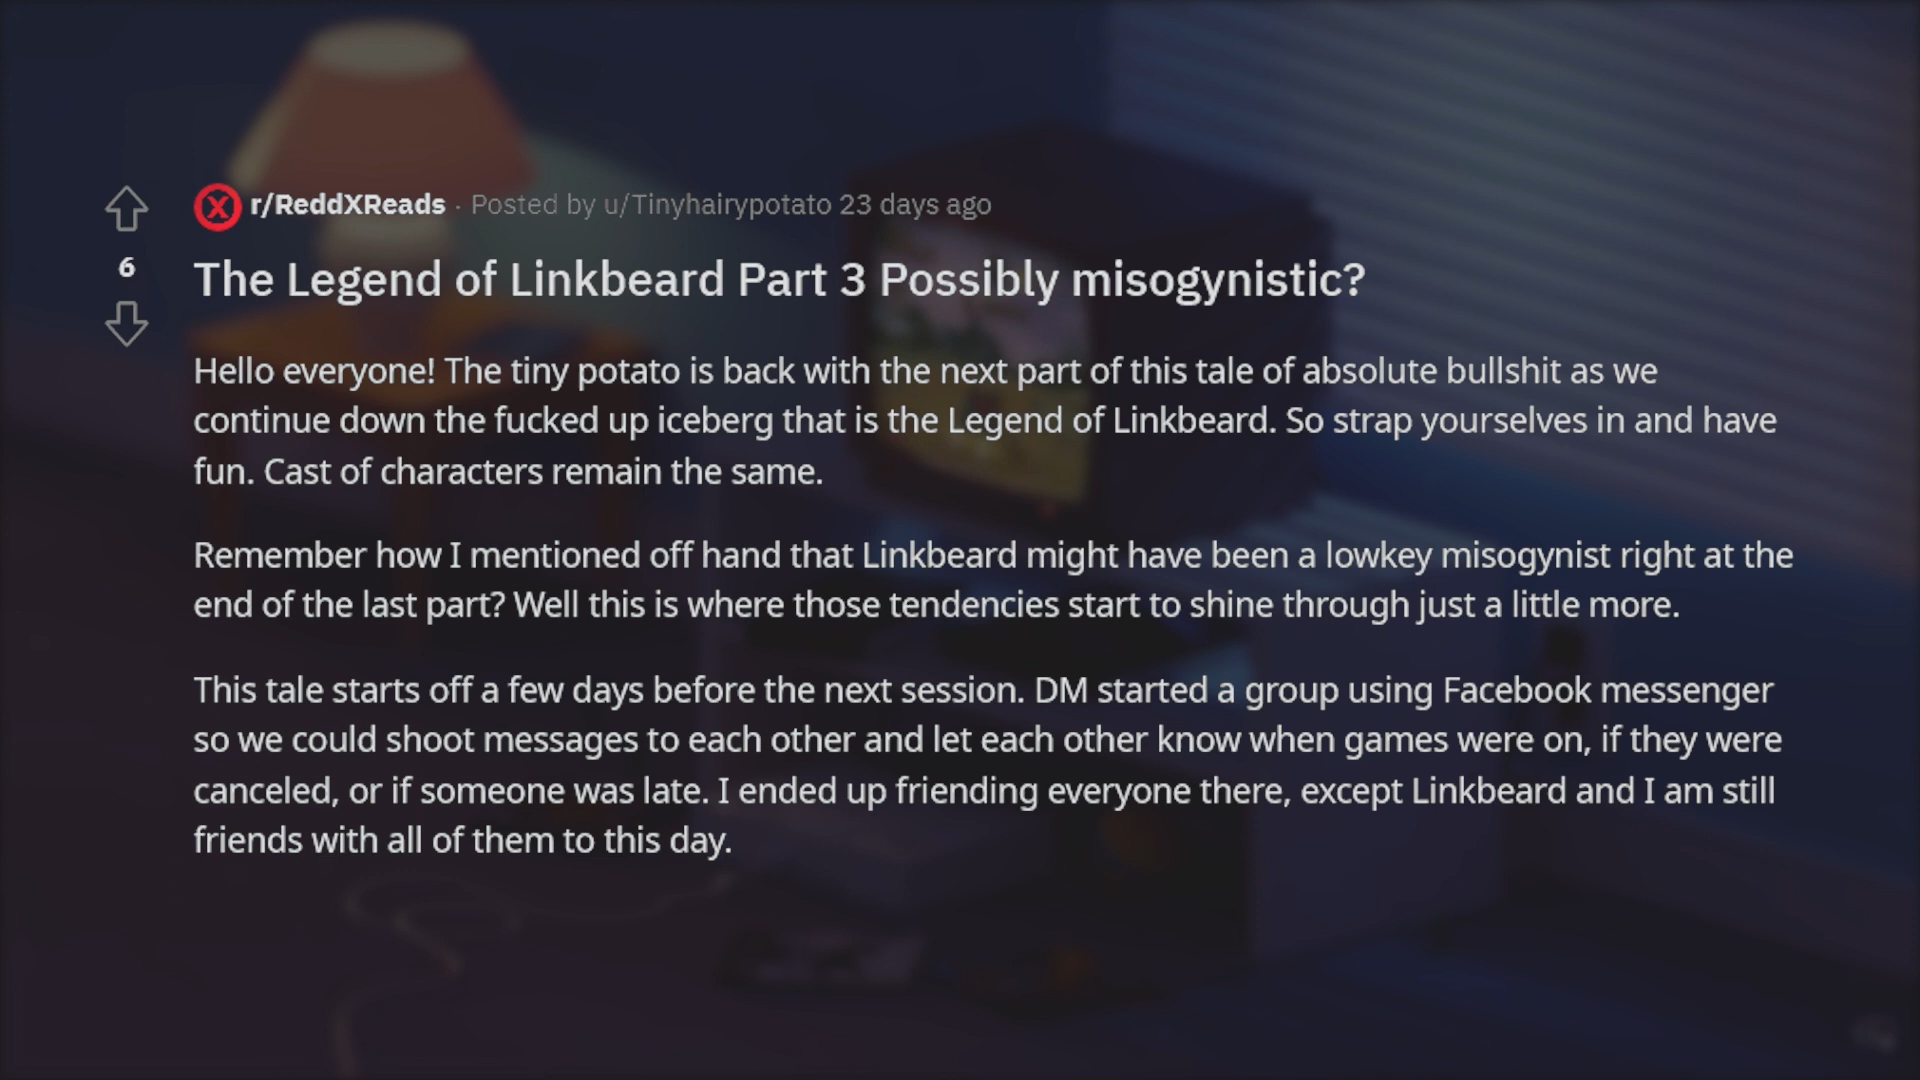 r/ReddXReads · Posted by u/Tinyhairypotato 23 days ago
6
The Legend of Linkbeard Part 3 Possibly misogynistic?
Hello everyone! The tiny potato is back with the next part of this tale of absolute bullshit as we
continue down the fucked up iceberg that is the Legend of Linkbeard. So strap yourselves in and have
fun. Cast of characters remain the same.
Remember how I mentioned off hand that Linkbeard might have been a lowkey misogynist right at the
end of the last part? Well this is where those tendencies start to shine through just a little more.
This tale starts off a few days before the next session. DM started a group using Facebook messenger
so we could shoot messages to each other and let each other know when games were on, if they were
canceled, or if someone was late. I ended up friending everyone there, except Linkbeard and I am still
friends with all of them to this day.